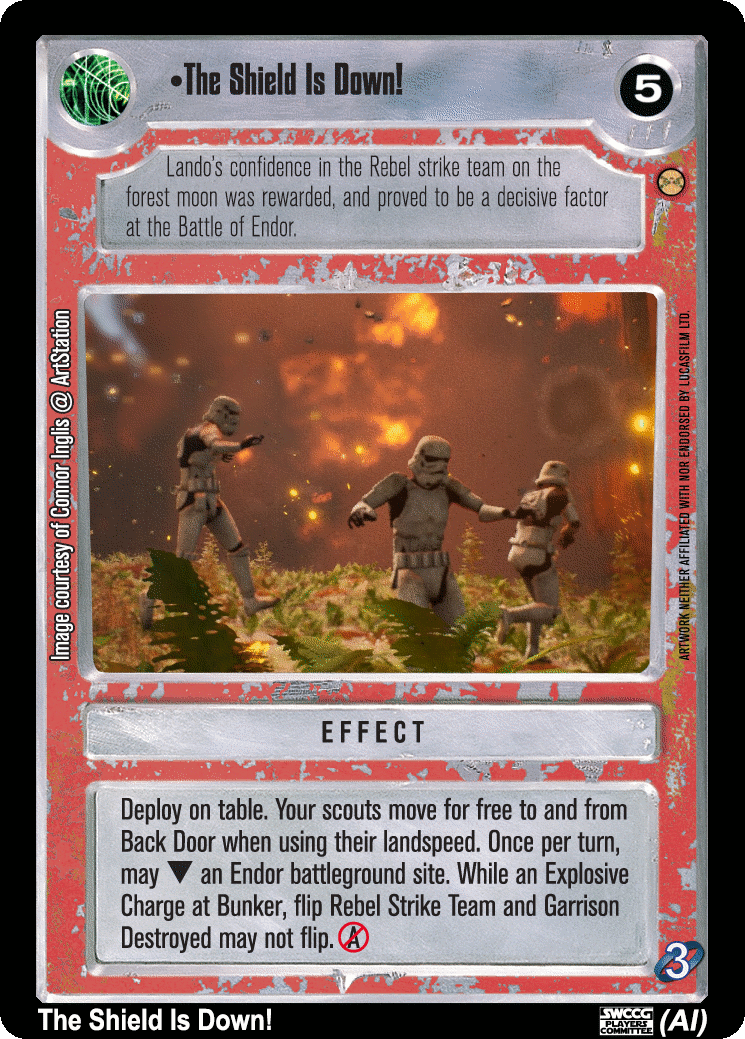 •The Shield Is Down!
5
Lando's confidence in the Rebel strike team on the
forest moon was rewarded, and proved to be a decisive factor
at the Battle of Endor.
Image courtesy of Connor Inglis @ ArtStation
ARTWORK NEITHER AFFILIATED WITH NOR ENDORSED BY LUCASFILM LTD.
EFFECT
Deploy on table. Your scouts move for free to and from
Back Door when using their landspeed. Once per turn,
may ▼ an Endor battleground site. While an Explosive
Charge at Bunker, flip Rebel Strike Team and Garrison
Destroyed may not flip. A
3
The Shield Is Down!
SWCCG
PLAYERS
COMMITTEE
(AI)